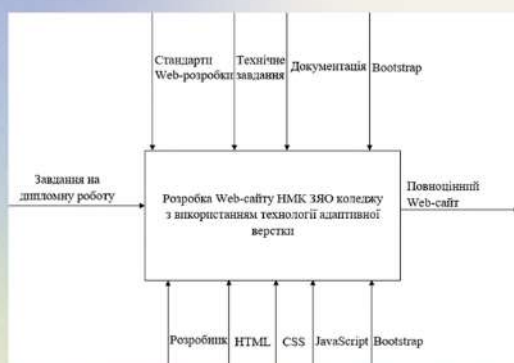 Стандарти
Web-розробки
Технічне
завдання
Документація
Bootstrap
Завдання на
дипломну роботу
Розробка Web-сайту НМК ЗЯО коледжу
з використанням технології адаптивної
верстки
Повноцінний
Web-сайт
Розробник
HTML
CSS
JavaScript
Bootstrap